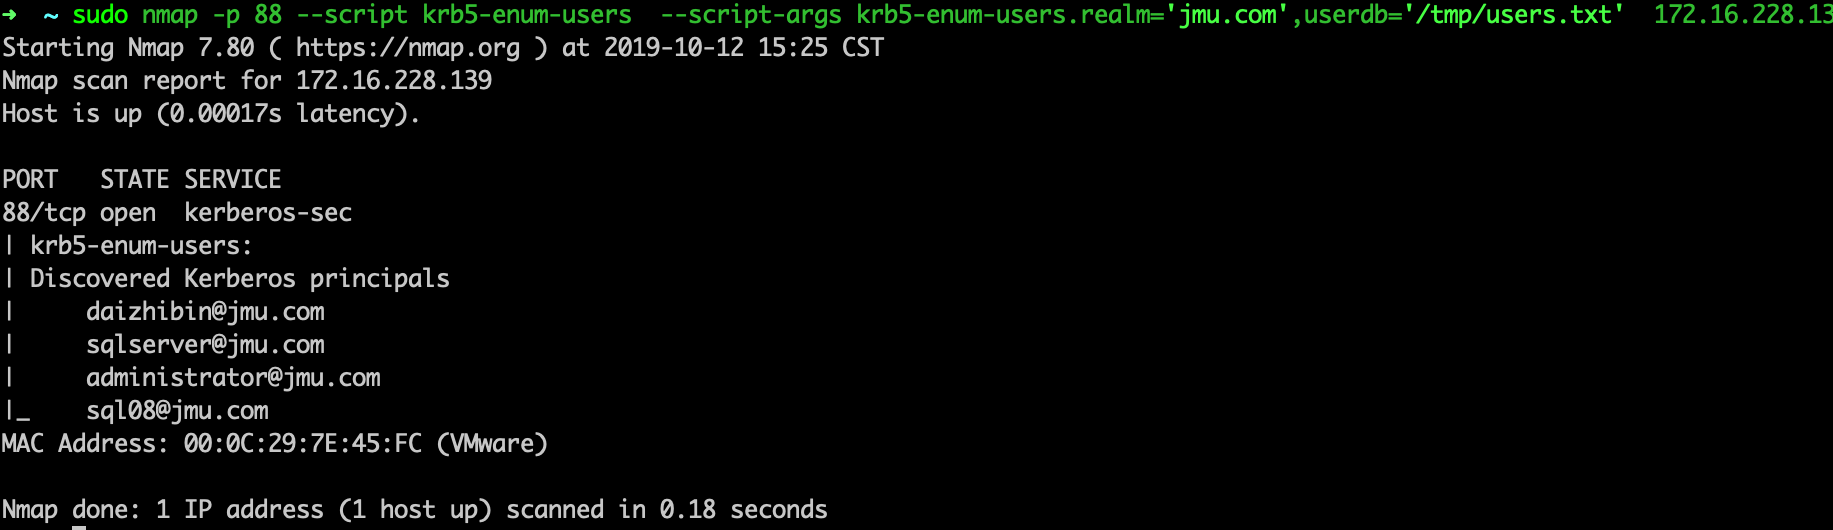 ➜  ~ sudo nmap -p 88 --script krb5-enum-users  --script-args krb5-enum-users.realm='jmu.com',userdb='/tmp/users.txt'  172.16.228.13
Starting Nmap 7.80 ( https://nmap.org ) at 2019-10-12 15:25 CST
Nmap scan report for 172.16.228.139
Host is up (0.00017s latency).
PORT   STATE SERVICE
88/tcp open  kerberos-sec
| krb5-enum-users:
| Discovered Kerberos principals
|     daizhibin@jmu.com
|     sqlserver@jmu.com
|     administrator@jmu.com
|_    sql08@jmu.com
MAC Address: 00:0C:29:7E:45:FC (VMware)
Nmap done: 1 IP address (1 host up) scanned in 0.18 seconds